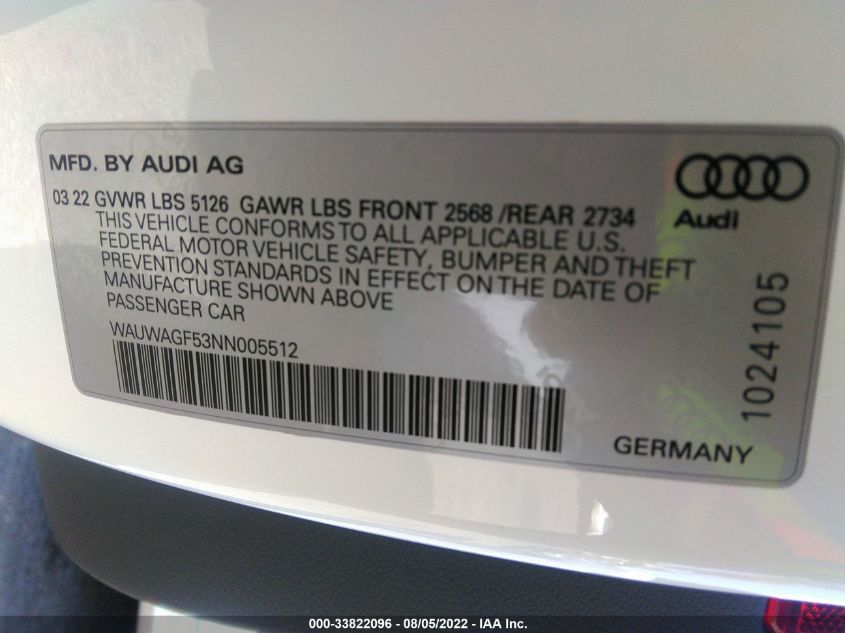 MFD. BY AUDI AG
Audi
03 22 GVWR LBS 5126 GAWR LBS FRONT 2568 /REAR 2734
THIS VEHICLE CONFORMS TO ALL APPLICABLE U.S.
FEDERAL MOTOR VEHICLE SAFETY, BUMPER AND THEFT
PREVENTION STANDARDS IN EFFECT ON THE DATE OF
MANUFACTURE SHOWN ABOVE
PASSENGER CAR
WAUWAGF53NN005512
1024105
GERMANY
000-33822096 - 08/05/2022 - IAA Inc.